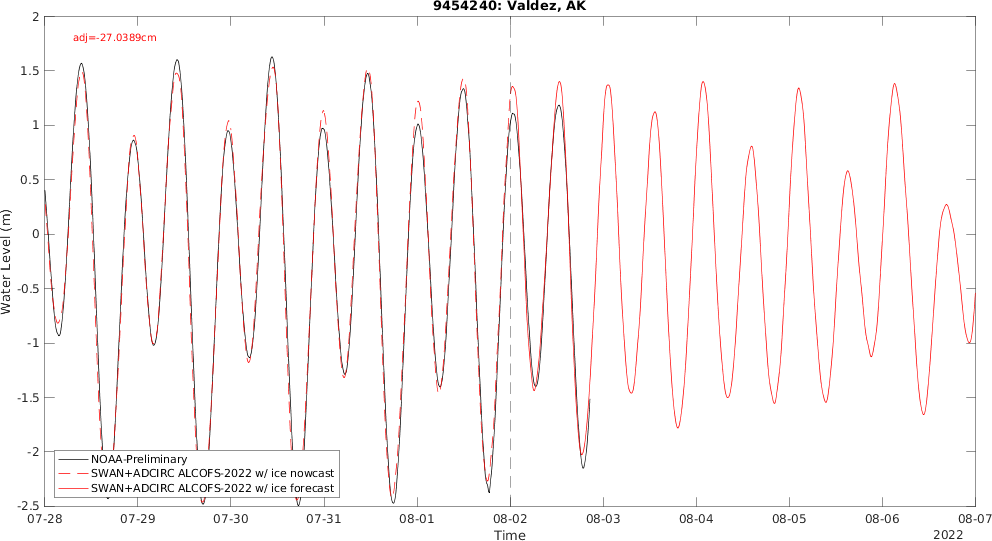 9454240: Valdez, AK
adj=-27.0389cm
Water Level (m)
2
1.5
1
0.5
0
-0.5
-1
-1.5
-2
-2.5
NOAA-Preliminary
SWAN+ADCIRC ALCOFS-2022 w/ ice nowcast
SWAN+ADCIRC ALCOFS-2022 w/ ice forecast
07-28 07-29 07-30 07-31 08-01 08-02 08-03 08-04 08-05 08-06 08-07
Time
2022